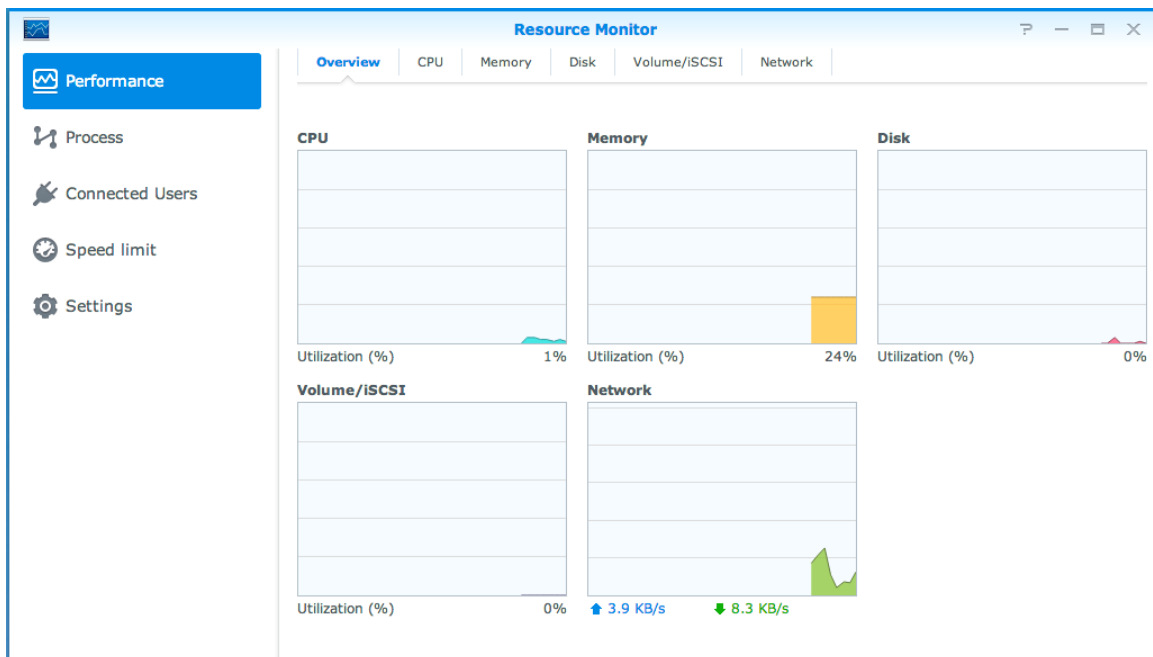 Resource Monitor
Performance
Process
Connected Users
Speed limit
Settings
Overview CPU Memory Disk Volume/iSCSI Network
CPU
Utilization (%) 1%
Memory
Utilization (%) 24%
Disk
Utilization (%) 0%
Volume/iSCSI
Utilization (%) 0%
Network
3.9 KB/s 8.3 KB/s